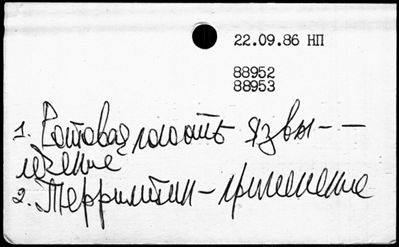 22.09.86 НП
88952
88953
1. Ротовая полость язвы - -
лечение
2. Террилитин - применение